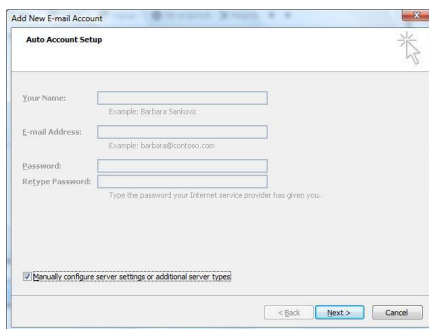 Add New E-mail Account
Auto Account Setup
Your Name:
Example: Barbara Sankovic
E-mail Address:
Example: barbara@contoso.com
Password:
Retype Password:
Type the password your Internet service provider has given you.
Manually configure server settings or additional server types
< Back Next > Cancel